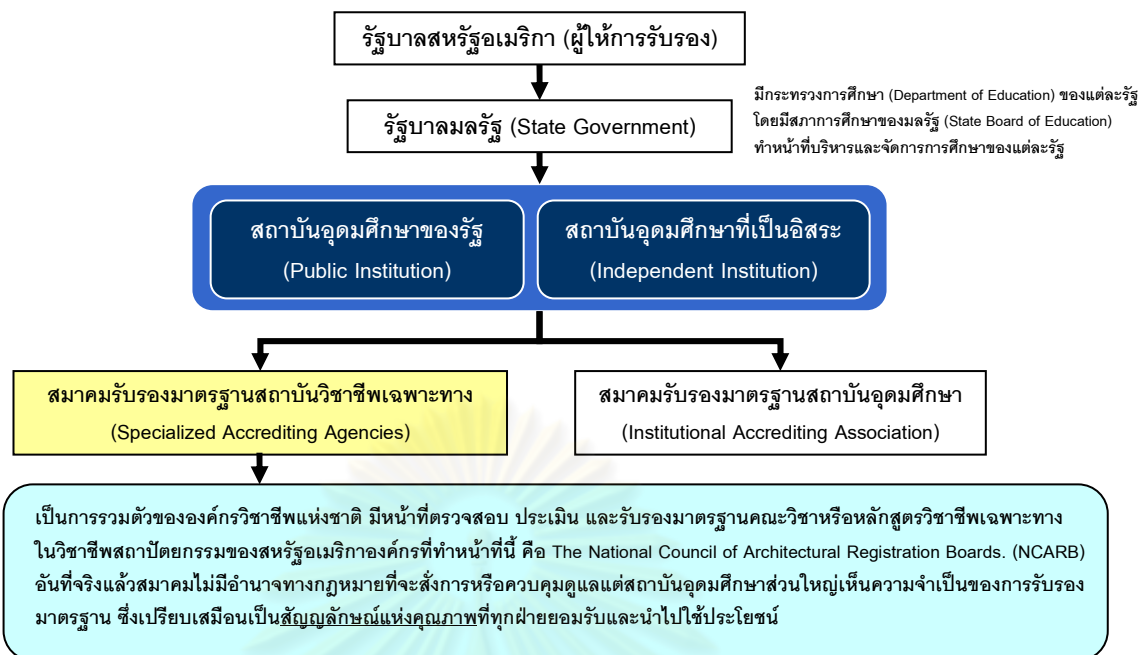 รัฐบาลสหรัฐอเมริกา (ผู้ให้การรับรอง)
รัฐบาลมลรัฐ (State Government)
มีกระทรวงการศึกษา (Department of Education) ของแต่ละรัฐ
โดยมีสภาการศึกษาของมลรัฐ (State Board of Education)
ทำหน้าที่บริหารและจัดการการศึกษาของแต่ละรัฐ
สถาบันอุดมศึกษาของรัฐ
(Public Institution)
สถาบันอุดมศึกษาที่เป็นอิสระ
(Independent Institution)
สมาคมรับรองมาตรฐานสถาบันวิชาชีพเฉพาะทาง
(Specialized Accrediting Agencies)
สมาคมรับรองมาตรฐานสถาบันอุดมศึกษา
(Institutional Accrediting Association)
เป็นการรวมตัวขององค์กรวิชาชีพแห่งชาติ มีหน้าที่ตรวจสอบ ประเมิน และรับรองมาตรฐานคณะวิชาหรือหลักสูตรวิชาชีพเฉพาะทาง
ในวิชาชีพสถาปัตยกรรมของสหรัฐอเมริกาองค์กรที่ทำหน้าที่นี้ คือ The National Council of Architectural Registration Boards. (NCARB)
อันที่จริงแล้วสมาคมไม่มีอำนาจทางกฎหมายที่จะสั่งการหรือควบคุมดูแลแต่สถาบันอุดมศึกษาส่วนใหญ่เห็นความจำเป็นของการรับรอง
มาตรฐาน ซึ่งเปรียบเสมือนเป็นสัญญลักษณ์แห่งคุณภาพที่ทุกฝ่ายยอมรับและนำไปใช้ประโยชน์